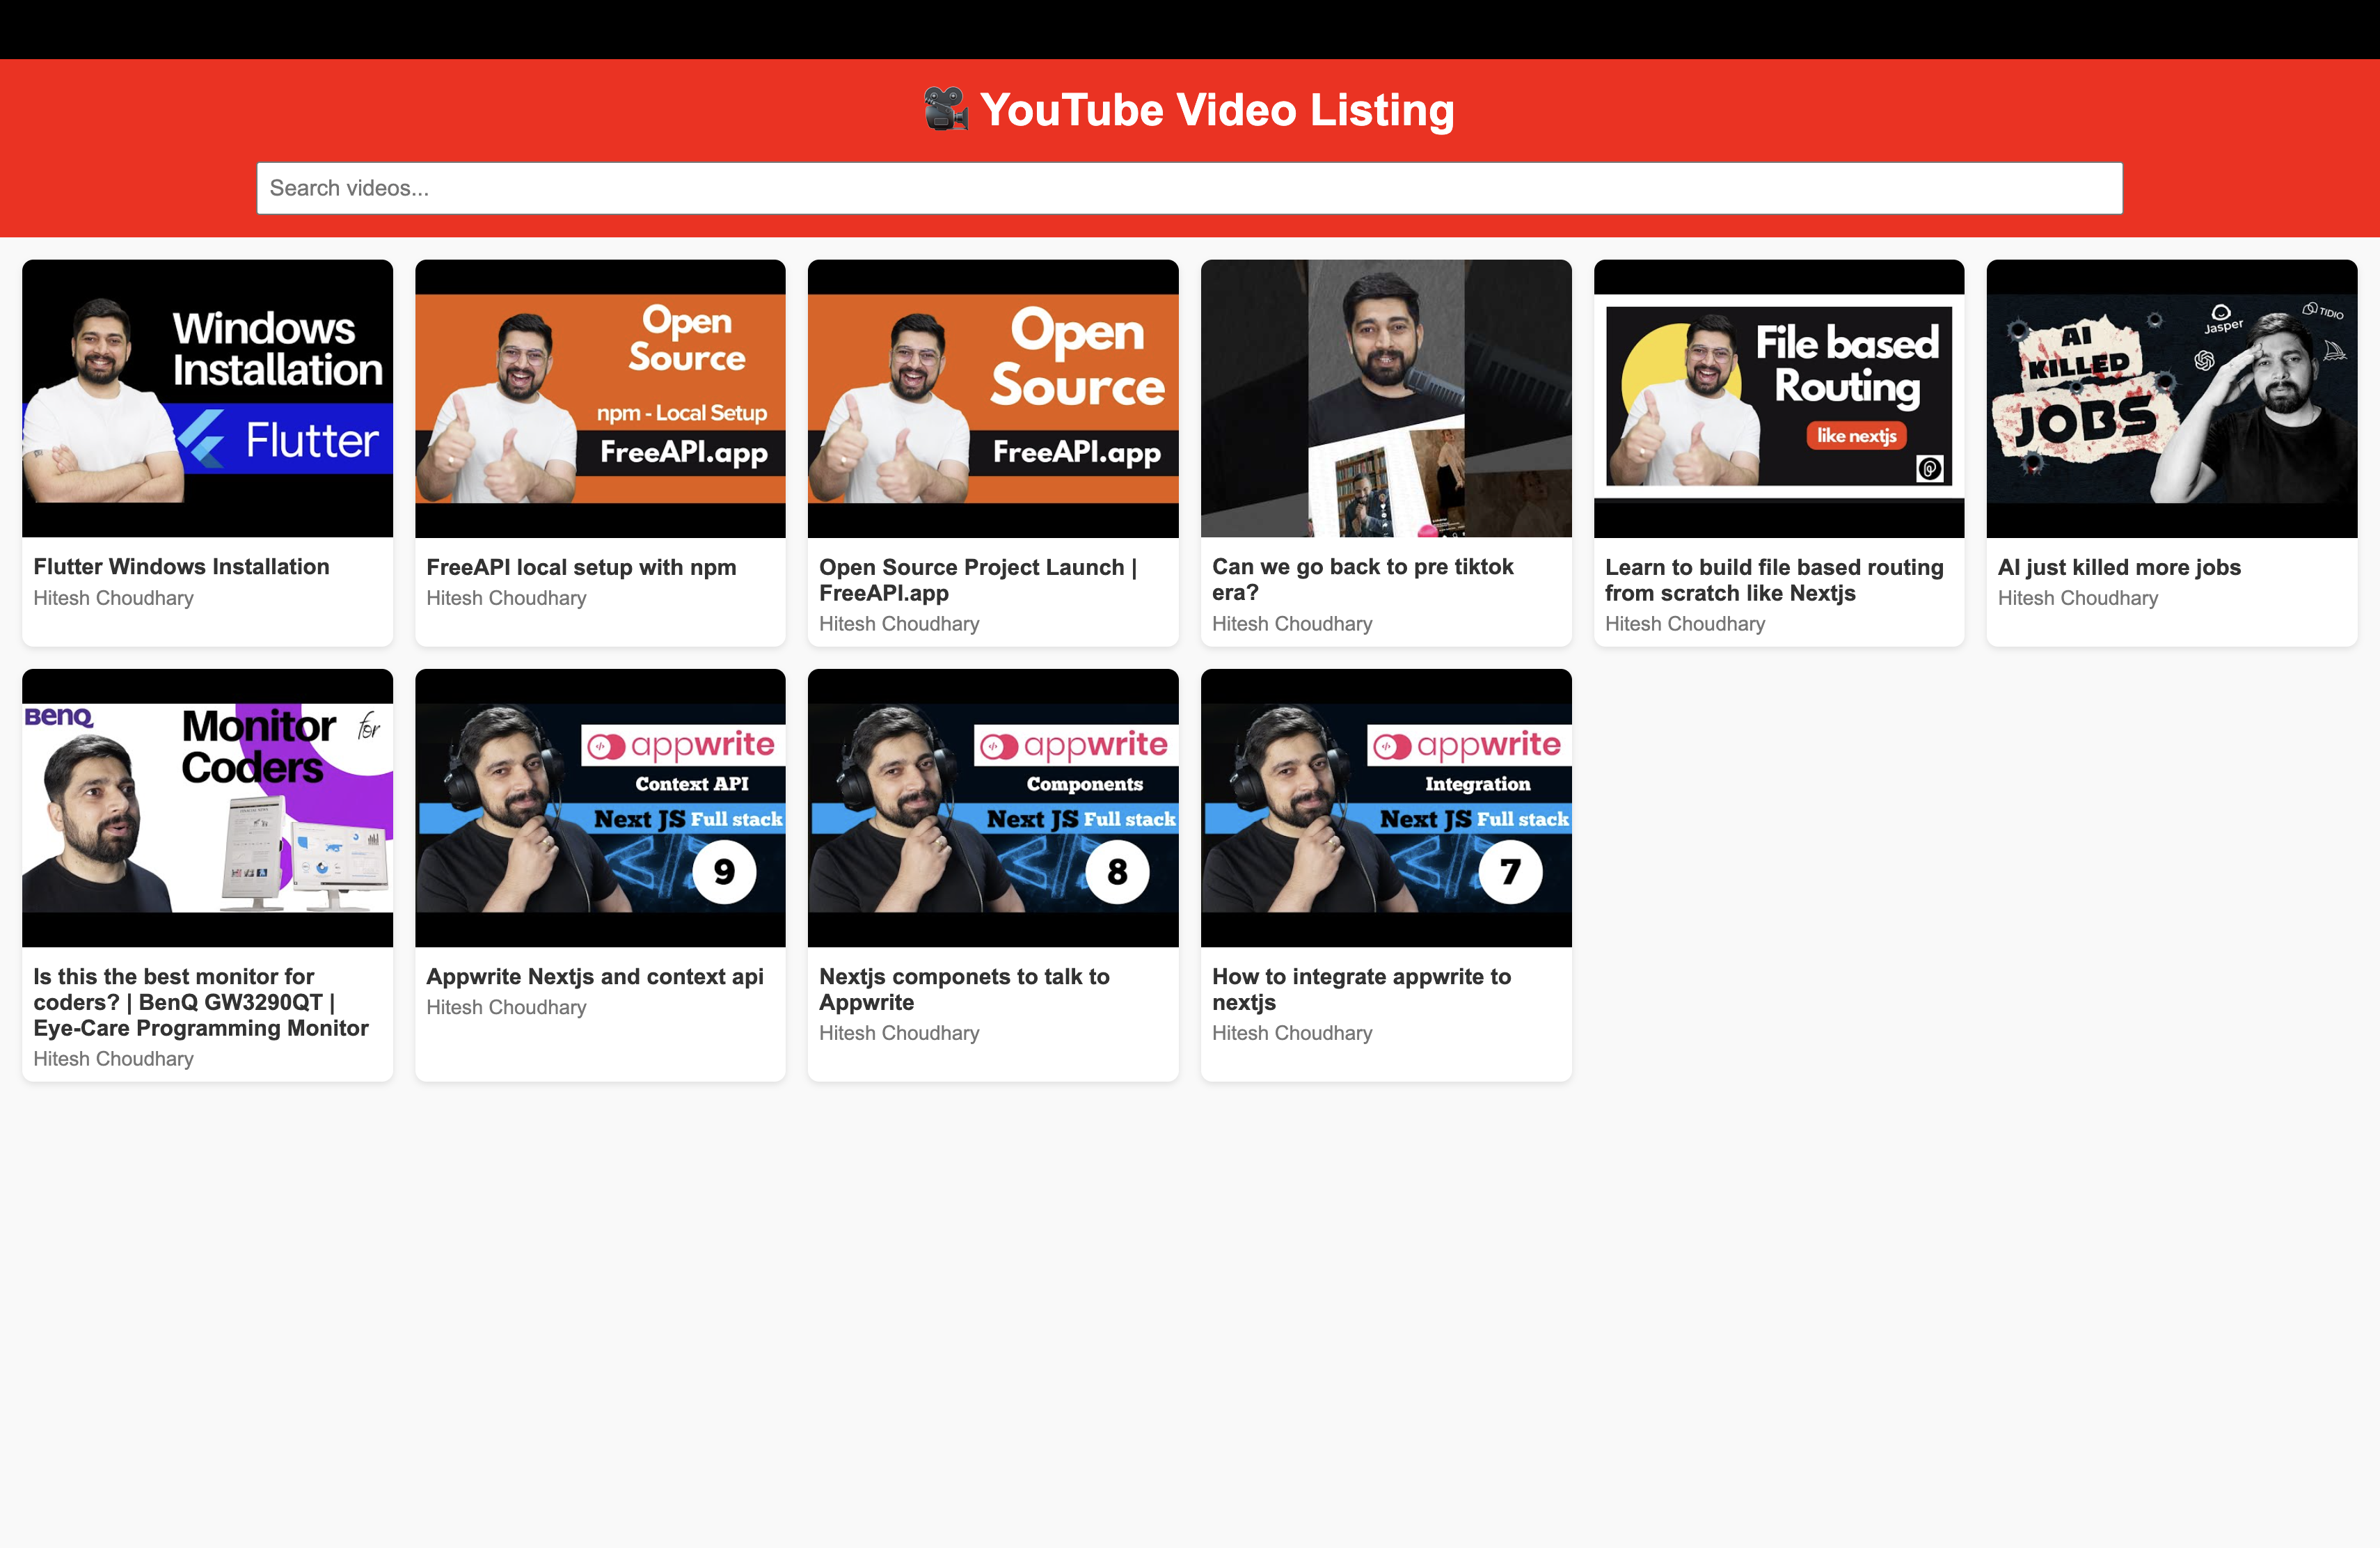 YouTube Video Listing
Search videos...
Windows
Installation
Flutter
Flutter Windows Installation
Hitesh Choudhary
Open
Source
npm - Local Setup
FreeAPI.app
FreeAPI local setup with npm
Hitesh Choudhary
Open
Source
FreeAPI.app
Open Source Project Launch |
FreeAPI.app
Hitesh Choudhary
Can we go back to pre tiktok
era?
Hitesh Choudhary
File based
Routing
like nextjs
Learn to build file based routing
from scratch like Nextjs
Hitesh Choudhary
AI
KILLED
JOBS
Jasper
TIDIO
AI just killed more jobs
Hitesh Choudhary
BenQ
Monitor for
Coders
Is this the best monitor for
coders? | BenQ GW3290QT |
Eye-Care Programming Monitor
Hitesh Choudhary
appwrite
Context API
Next JS Full stack
9
Appwrite Nextjs and context api
Hitesh Choudhary
appwrite
Components
Next JS Full stack
8
Nextjs componets to talk to
Appwrite
Hitesh Choudhary
appwrite
Integration
Next JS Full stack
7
How to integrate appwrite to
nextjs
Hitesh Choudhary